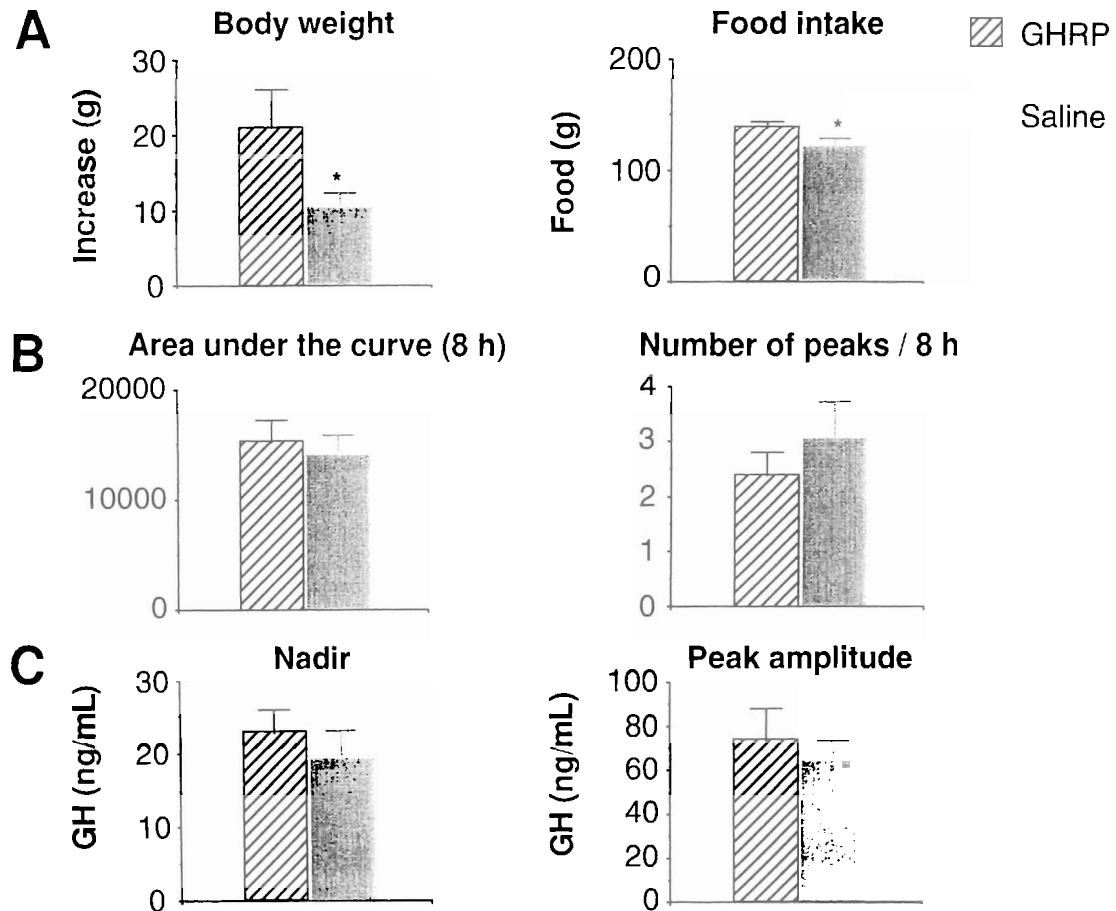 A
Body weight
Food intake
GHRP
Saline
Increase (g)
30
20
10
0
*
Food (g)
200
100
0
*
B
Area under the curve (8 h)
Number of peaks / 8 h
20000
10000
0
4
3
2
1
0
C
Nadir
Peak amplitude
GH (ng/mL)
30
20
10
0
GH (ng/mL)
100
80
60
40
20
0